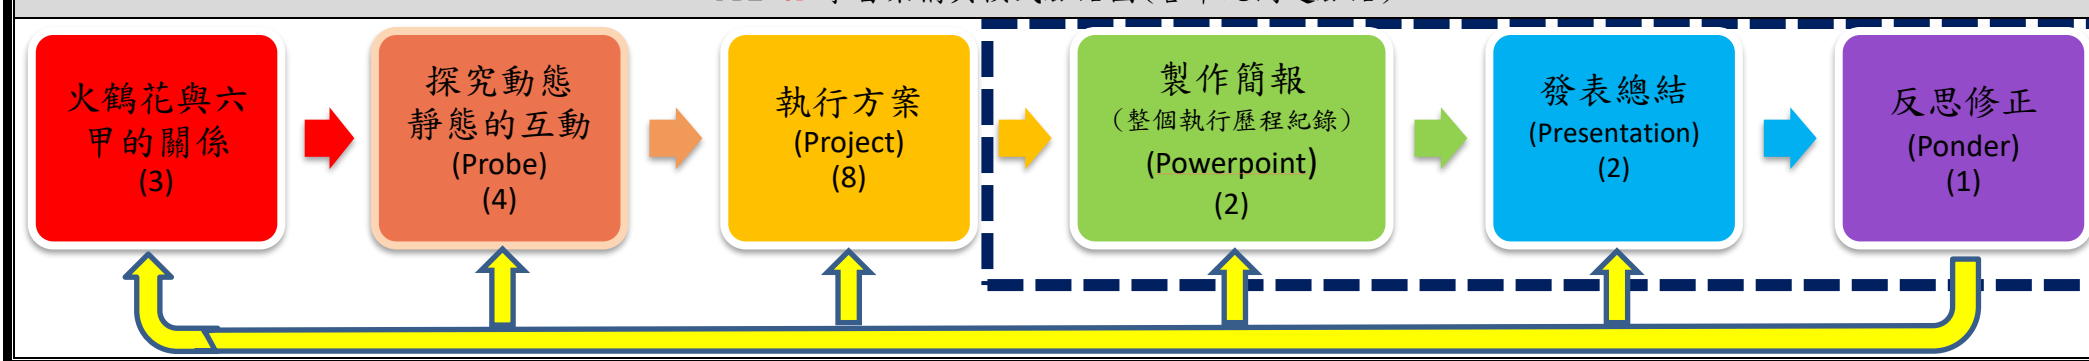 火鶴花與六
甲的關係
(3)
探究動態
靜態的互動
(Probe)
(4)
執行方案
(Project)
(8)
製作簡報
（整個執行歷程紀錄）
(Powerpoint)
(2)
發表總結
(Presentation)
(2)
反思修正
(Ponder)
(1)